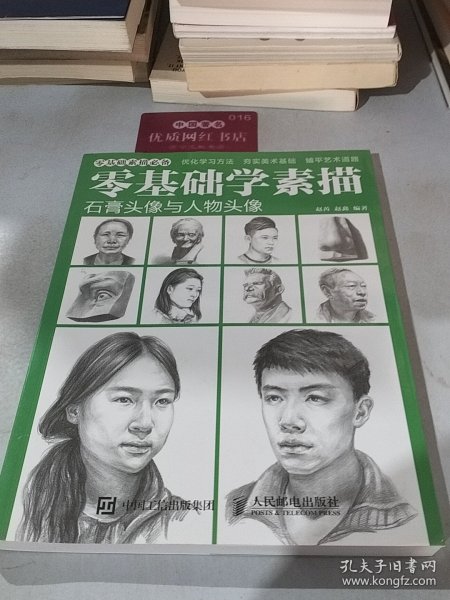 016
中国著名
优质网红书店
零基础素描必备
优化学习方法 夯实美术基础 铺平艺术道路
零基础学素描
石膏头像与人物头像
赵芮 赵鑫 编著
中国工信出版集团
人民邮电出版社
POSTS & TELECOM PRESS
孔夫子旧书网
www.kongfz.com